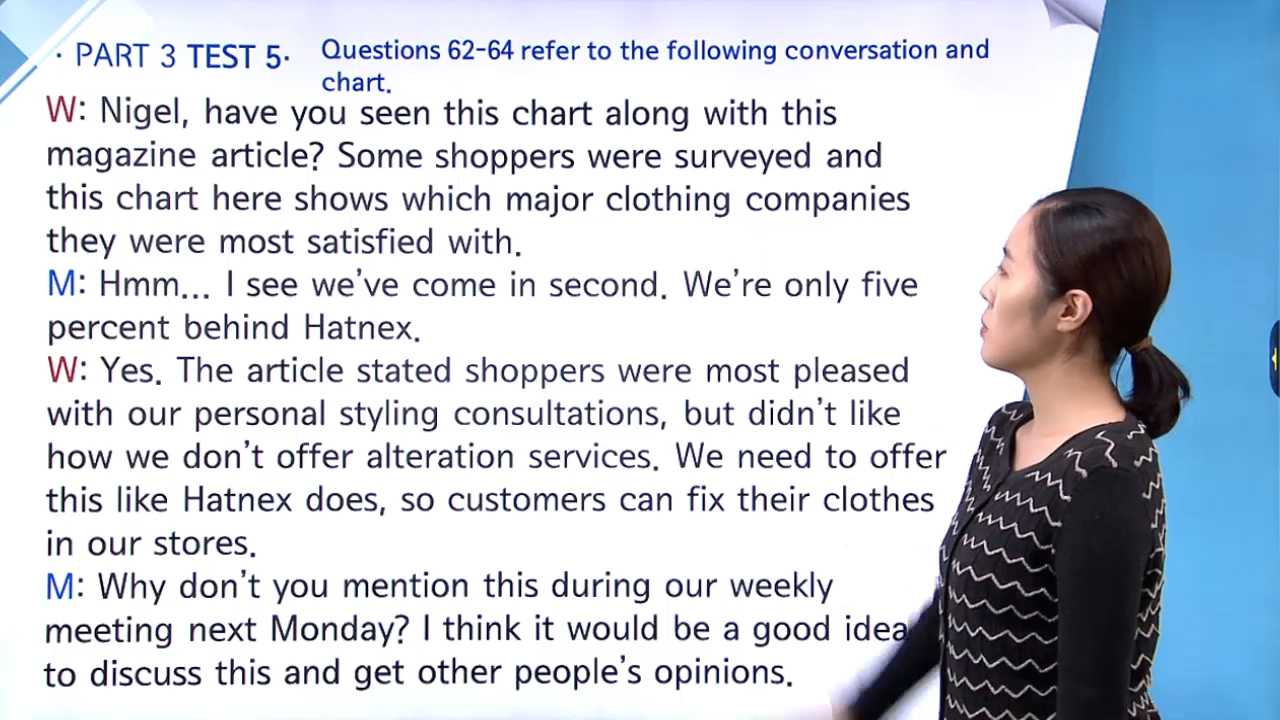 · PART 3 TEST 5·
Questions 62-64 refer to the following conversation and
chart.
W: Nigel, have you seen this chart along with this
magazine article? Some shoppers were surveyed and
this chart here shows which major clothing companies
they were most satisfied with.
M: Hmm... I see we've come in second. We're only five
percent behind Hatnex.
W: Yes. The article stated shoppers were most pleased
with our personal styling consultations, but didn't like
how we don't offer alteration services. We need to offer
this like Hatnex does, so customers can fix their clothes
in our stores.
M: Why don't you mention this during our weekly
meeting next Monday? I think it would be a good idea
to discuss this and get other people's opinions.